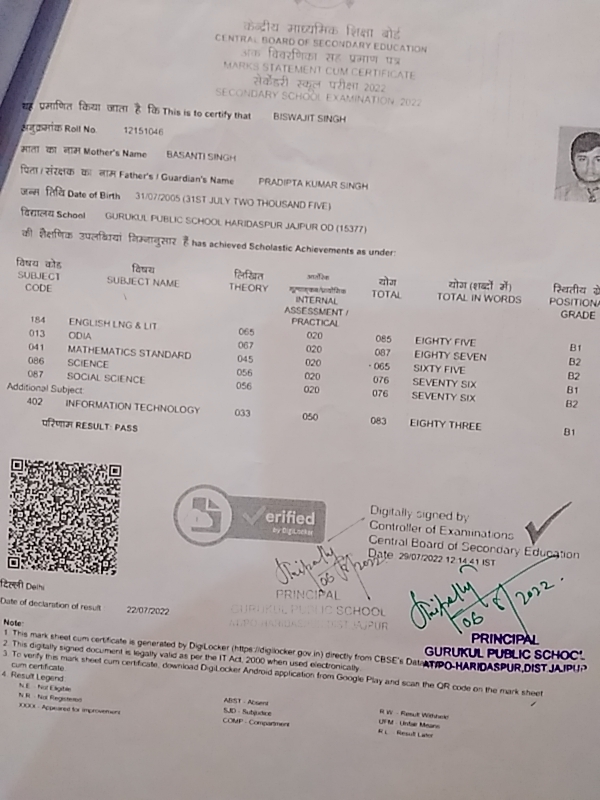 केन्द्रीय माध्यमिक शिक्षा बोर्ड
CENTRAL BOARD OF SECONDARY EDUCATION
अंक विवरणिका सह प्रमाण पत्र
MARKS STATEMENT CUM CERTIFICATE
सेकेंडरी स्कूल परीक्षा 2022
SECONDARY SCHOOL EXAMINATION, 2022
यह प्रमाणित किया जाता है कि This is to certify that BISWAJIT SINGH
अनुक्रमांक Roll No. 12151046
माता का नाम Mother's Name BASANTI SINGH
पिता / संरक्षक का नाम Father's / Guardian's Name PRADIPTA KUMAR SINGH
जन्म तिथि Date of Birth 31/07/2005 (31ST JULY TWO THOUSAND FIVE)
विद्यालय School GURUKUL PUBLIC SCHOOL HARIDASPUR JAJPUR OD (15377)
की शैक्षणिक उपलब्धियां निम्नानुसार हैं has achieved Scholastic Achievements as under:
विषय कोड विषय लिखित आंतरिक योग योग (शब्दों में) स्थितीय
SUBJECT CODE SUBJECT NAME THEORY INTERNAL ASSESSMENT / PRACTICAL TOTAL TOTAL IN WORDS POSITIONAL GRADE
184 ENGLISH LNG & LIT 065 020 085 EIGHTY FIVE B1
013 ODIA 067 020 087 EIGHTY SEVEN B2
041 MATHEMATICS STANDARD 045 020 065 SIXTY FIVE B2
086 SCIENCE 056 020 076 SEVENTY SIX B1
087 SOCIAL SCIENCE 056 020 076 SEVENTY SIX B2
Additional Subject
402 INFORMATION TECHNOLOGY 033 050 083 EIGHTY THREE B1
परिणाम RESULT: PASS
erified
by DigiLocker
Digitally signed by
Controller of Examinations
Central Board of Secondary Education
Date 29/07/2022 12:14:41 IST
PRINCIPAL
GURUKUL PUBLIC SCHOOL
AT/PO-HARIDASPUR, DIST JAJPUR
06/8/2022.
PRINCIPAL
GURUKUL PUBLIC SCHOOL
AT/PO-HARIDASPUR, DIST JAJPUR
दिल्ली Delhi
Date of declaration of result 22/07/2022
Note:
1. This mark sheet cum certificate is generated by DigiLocker (https://digilocker.gov.in) directly from CBSE's
2. This digitally signed document is legally valid as per the IT Act, 2000 when used electronically.
3. To verify this mark sheet cum certificate, download DigiLocker Android application from Google Play and scan the QR code on the mark sheet
cum certificate.
4. Result Legend
N.E. - Not Eligible ABST - Absent R.W. - Result Withheld
N.R. - Not Registered SJD - Subjudice UFM - Unfair Means
XXXX - Appeared for Improvement COMP - Compartment R.L. - Result Later